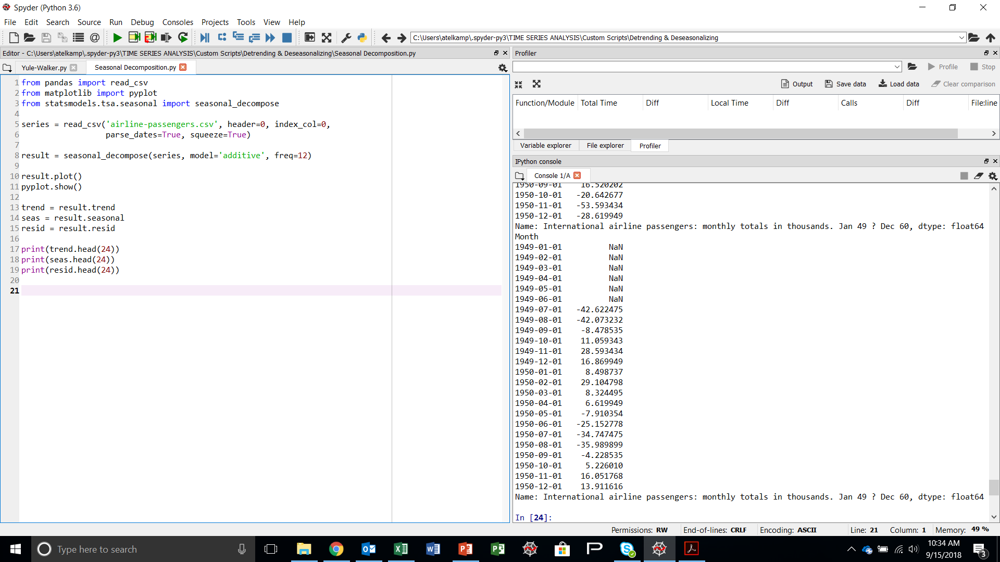 Spyder (Python 3.6)
File Edit Search Source Run Debug Consoles Projects Tools View Help
C:\Users\atelkamp\.spyder-py3\TIME SERIES ANALYSIS\Custom Scripts\Detrending & Deseasonalizing
Editor - C:\Users\atelkamp\.spyder-py3\TIME SERIES ANALYSIS\Custom Scripts\Detrending & Deseasonalizing\Seasonal Decomposition.py
Yule-Walker.py Seasonal Decomposition.py
1 from pandas import read_csv
2 from matplotlib import pyplot
3 from statsmodels.tsa.seasonal import seasonal_decompose
4
5 series = read_csv('airline-passengers.csv', header=0, index_col=0,
6                   parse_dates=True, squeeze=True)
7
8 result = seasonal_decompose(series, model='additive', freq=12)
9
10 result.plot()
11 pyplot.show()
12
13 trend = result.trend
14 seas = result.seasonal
15 resid = result.resid
16
17 print(trend.head(24))
18 print(seas.head(24))
19 print(resid.head(24))
20
21
Profiler
Profile Stop
Output Save data Load data Clear comparison
Function/Module Total Time Diff Local Time Diff Calls Diff File:line
Variable explorer File explorer Profiler
IPython console
Console 1/A
1950-09-01 16.520202
1950-10-01 -20.642677
1950-11-01 -53.593434
1950-12-01 -28.619949
Name: International airline passengers: monthly totals in thousands. Jan 49 ? Dec 60, dtype: float64
Month
1949-01-01 NaN
1949-02-01 NaN
1949-03-01 NaN
1949-04-01 NaN
1949-05-01 NaN
1949-06-01 NaN
1949-07-01 -42.622475
1949-08-01 -42.073232
1949-09-01 -8.478535
1949-10-01 11.059343
1949-11-01 28.593434
1949-12-01 16.869949
1950-01-01 8.498737
1950-02-01 29.104798
1950-03-01 8.324495
1950-04-01 6.619949
1950-05-01 -7.910354
1950-06-01 -25.152778
1950-07-01 -34.747475
1950-08-01 -35.989899
1950-09-01 -4.228535
1950-10-01 5.226010
1950-11-01 16.051768
1950-12-01 13.911616
Name: International airline passengers: monthly totals in thousands. Jan 49 ? Dec 60, dtype: float64
In [24]:
Permissions: RW End-of-lines: CRLF Encoding: ASCII Line: 21 Column: 1 Memory: 49 %
Type here to search
10:34 AM
9/15/2018
3